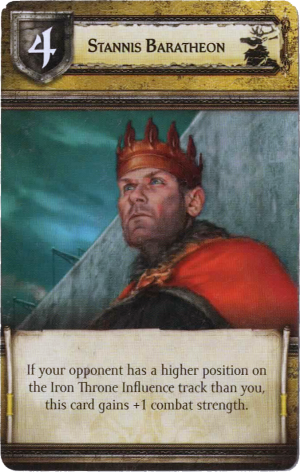 4
STANNIS BARATHEON
If your opponent has a higher position on
the Iron Throne Influence track than you,
this card gains +1 combat strength.